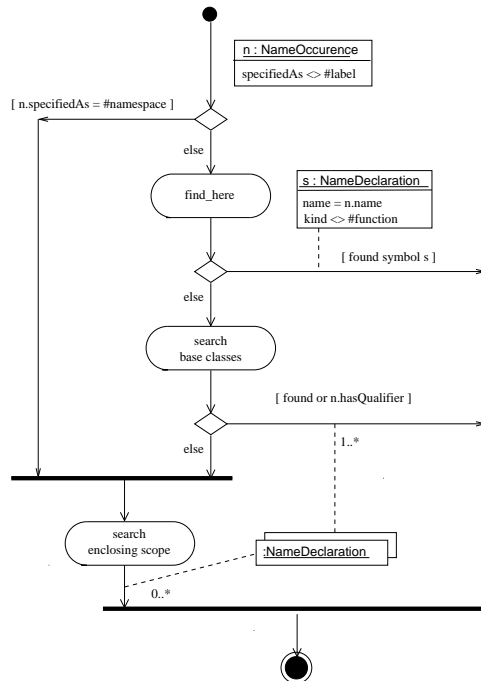 n : NameOccurence
specifiedAs <> #label
[ n.specifiedAs = #namespace ]
else
find_here
s : NameDeclaration
name = n.name
kind <> #function
[ found symbol s ]
else
search
base classes
[ found or n.hasQualifier ]
1..*
else
search
enclosing scope
:NameDeclaration
0..*